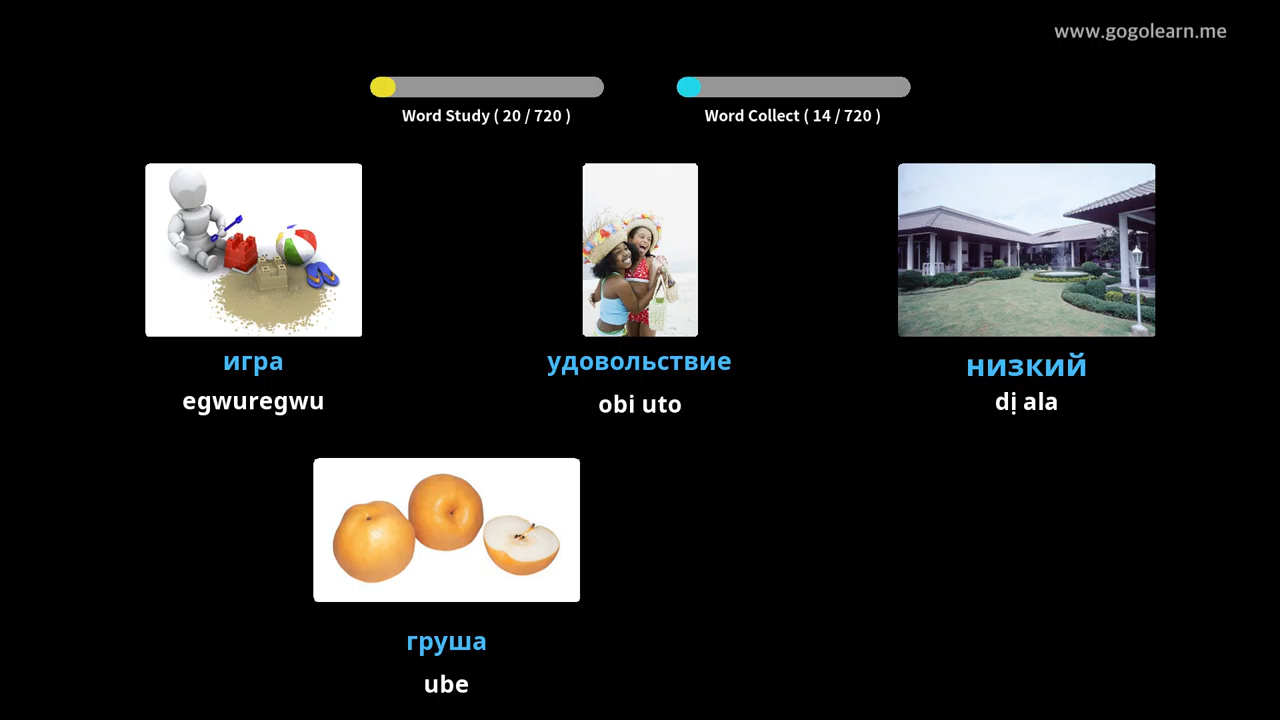 www.gogolearn.me
Word Study ( 20 / 720 )
Word Collect ( 14 / 720 )
игра
удовольствие
низкий
egwuregwu
obi uto
dị ala
груша
ube